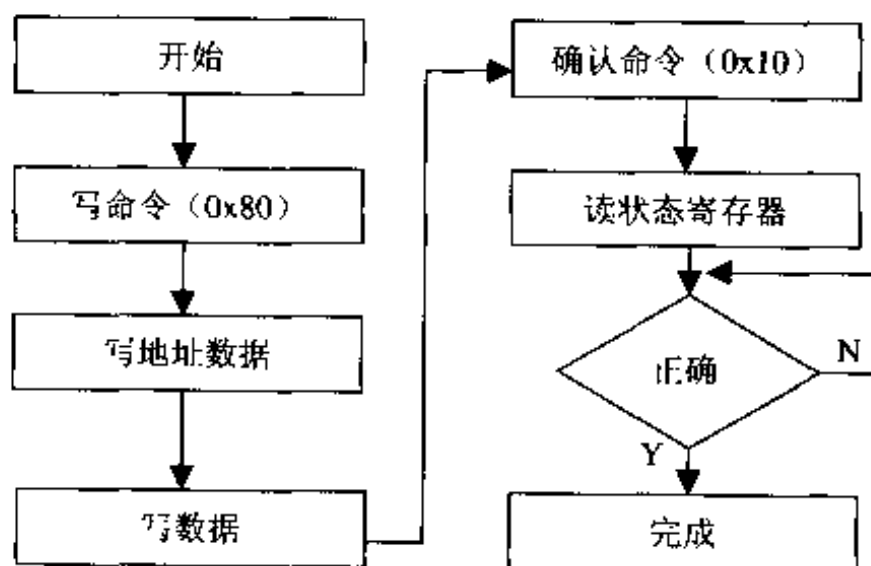 开始
写命令（0x80）
写地址数据
写数据
确认命令（0x10）
读状态寄存器
正确
N
Y
完成